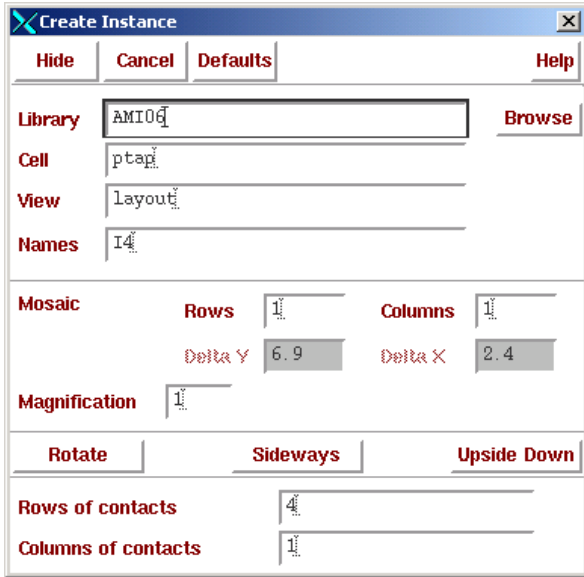 Create Instance
Hide Cancel Defaults Help
Library AMI06 Browse
Cell ptap
View layout
Names I4
Mosaic Rows 1 Columns 1
Delta Y 6.9 Delta X 2.4
Magnification 1
Rotate Sideways Upside Down
Rows of contacts 4
Columns of contacts 1